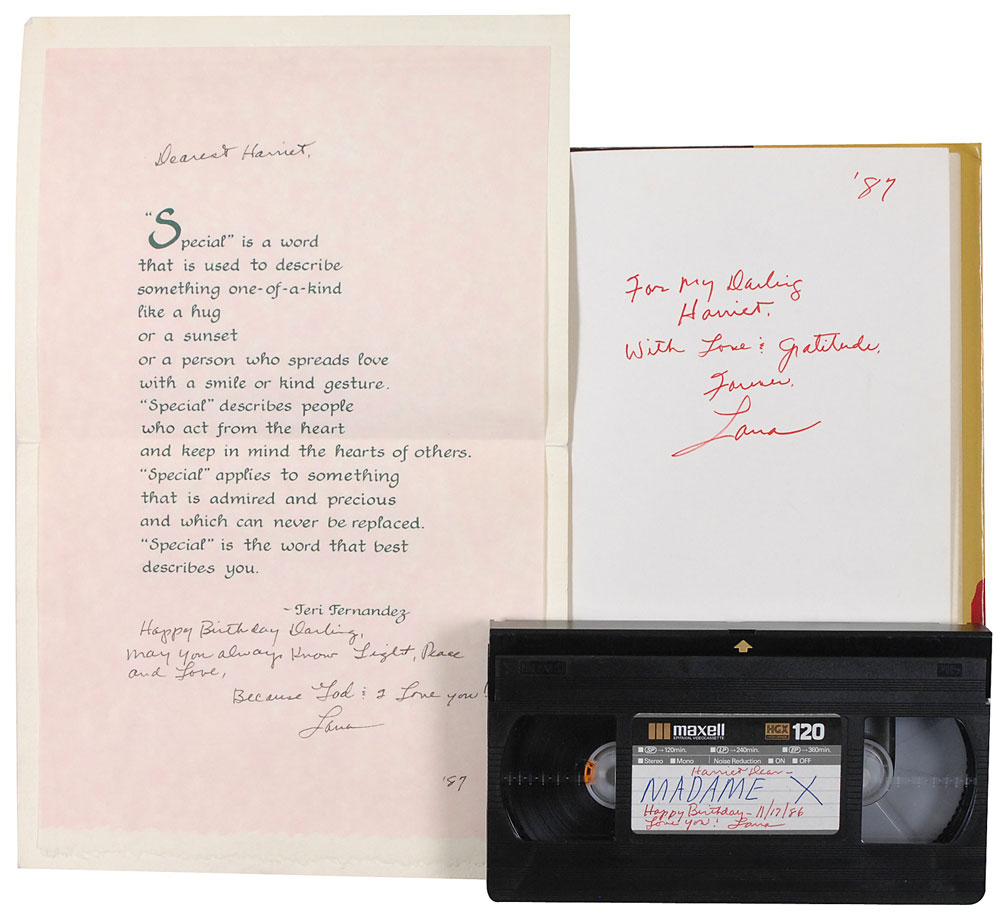 Dearest Harriet,
"Special" is a word
that is used to describe
something one-of-a-kind
like a hug
or a sunset
or a person who spreads love
with a smile or kind gesture.
"Special" describes people
who act from the heart
and keep in mind the hearts of others.
"Special" applies to something
that is admired and precious
and which can never be replaced.
"Special" is the word that best
describes you.
~Teri Fernandez
Happy Birthday Darling,
May you always Know Light, Peace
and Love,
Because God & I Love you!
Lana
'87
'87
For My Darling
Harriet,
With Love & Gratitude,
Forever,
Lana
maxell
EPITAXIAL VIDEOCASSETTE
HGX 120
SP→120min. LP→240min. EP→360min.
Stereo Mono Noise Reduction ON OFF
Harriet Dear-
MADAME X
Happy Birthday - 11/17/86
Love you! Lana